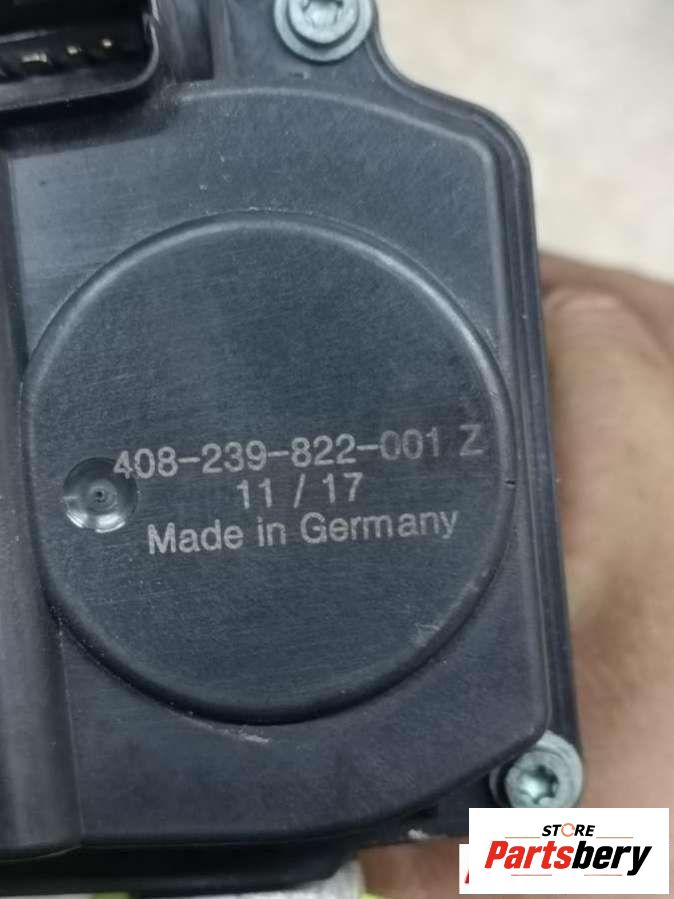 408-239-822-001 Z
11 / 17
Made in Germany
STORE
Partsbery